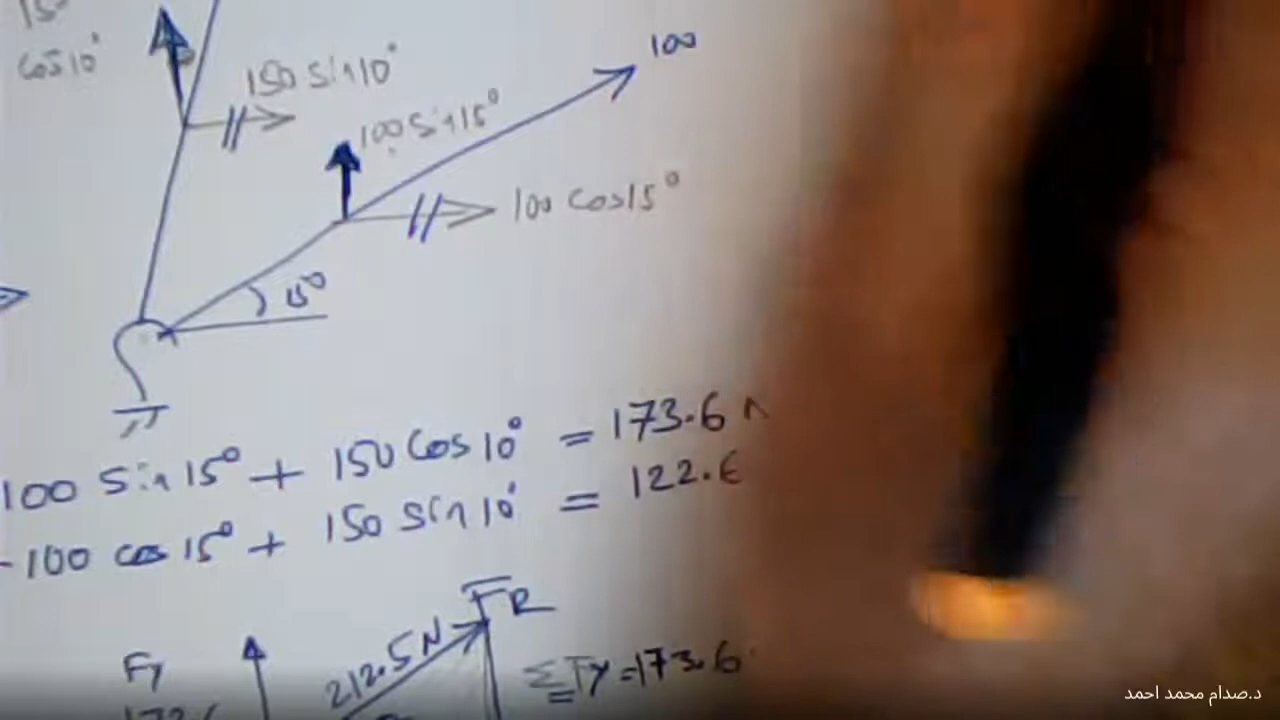 cos10°
150 sin10°
100
100 Sin15°
100 cos15°
15°
100 Sin 15° + 150 Cos 10° = 173.6 N
-100 cos 15° + 150 sin 10° = 122.6
FR
212.5 N
Fy
ΣFy = 173.6
د.صدام محمد احمد